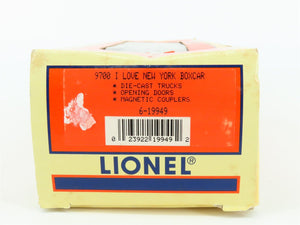 9700 I LOVE NEW YORK BOXCAR
* DIE-CAST TRUCKS
* OPENING DOORS
* MAGNETIC COUPLERS
6-19949
0 23922 19949 2
LIONEL®